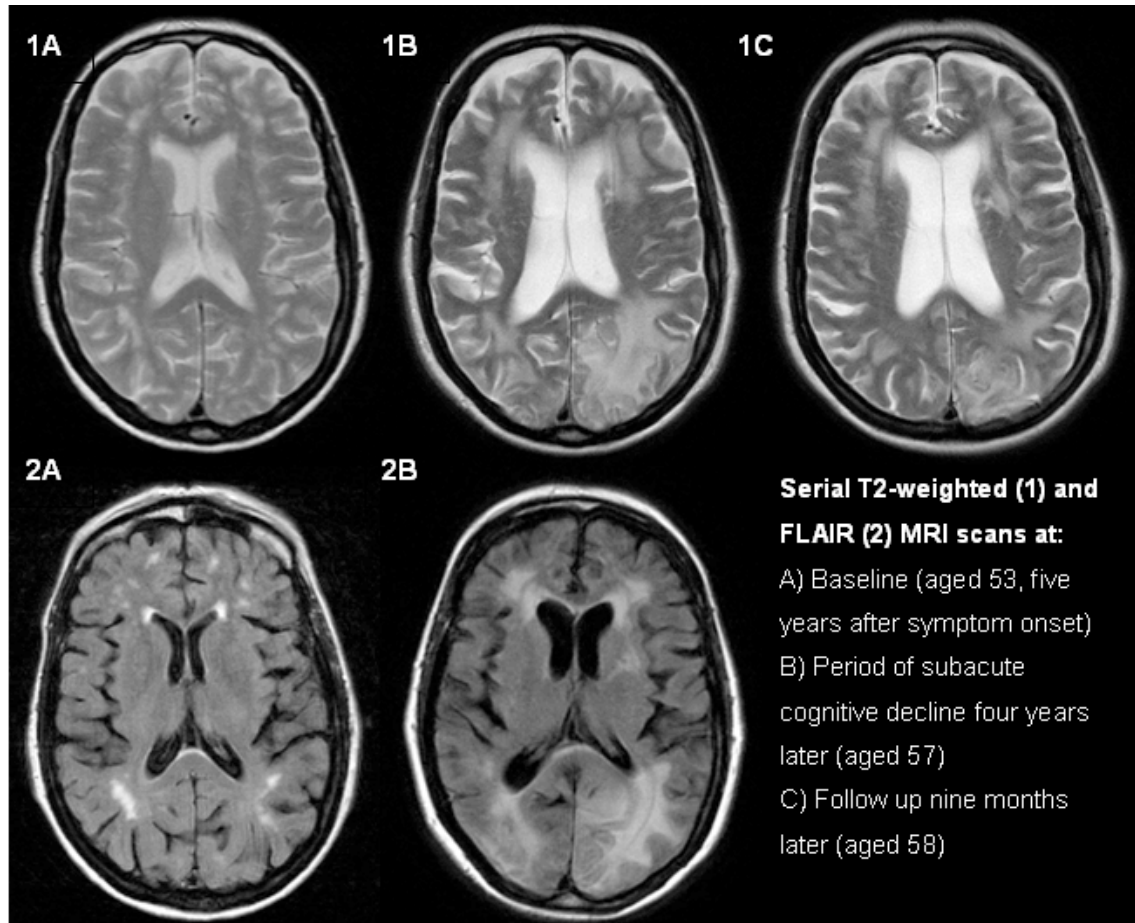 1A
1B
1C
2A
2B
Serial T2-weighted (1) and
FLAIR (2) MRI scans at:
A) Baseline (aged 53, five
years after symptom onset)
B) Period of subacute
cognitive decline four years
later (aged 57)
C) Follow up nine months
later (aged 58)